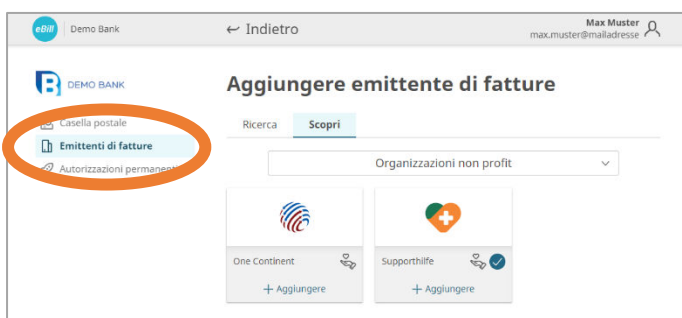 eBill Demo Bank
← Indietro
Max Muster
max.muster@mailadresse
DEMO BANK
Casella postale
Emittenti di fatture
Autorizzazioni permanenti
Aggiungere emittente di fatture
Ricerca Scopri
Organizzazioni non profit
One Continent
+ Aggiungere
Supporthilfe
+ Aggiungere